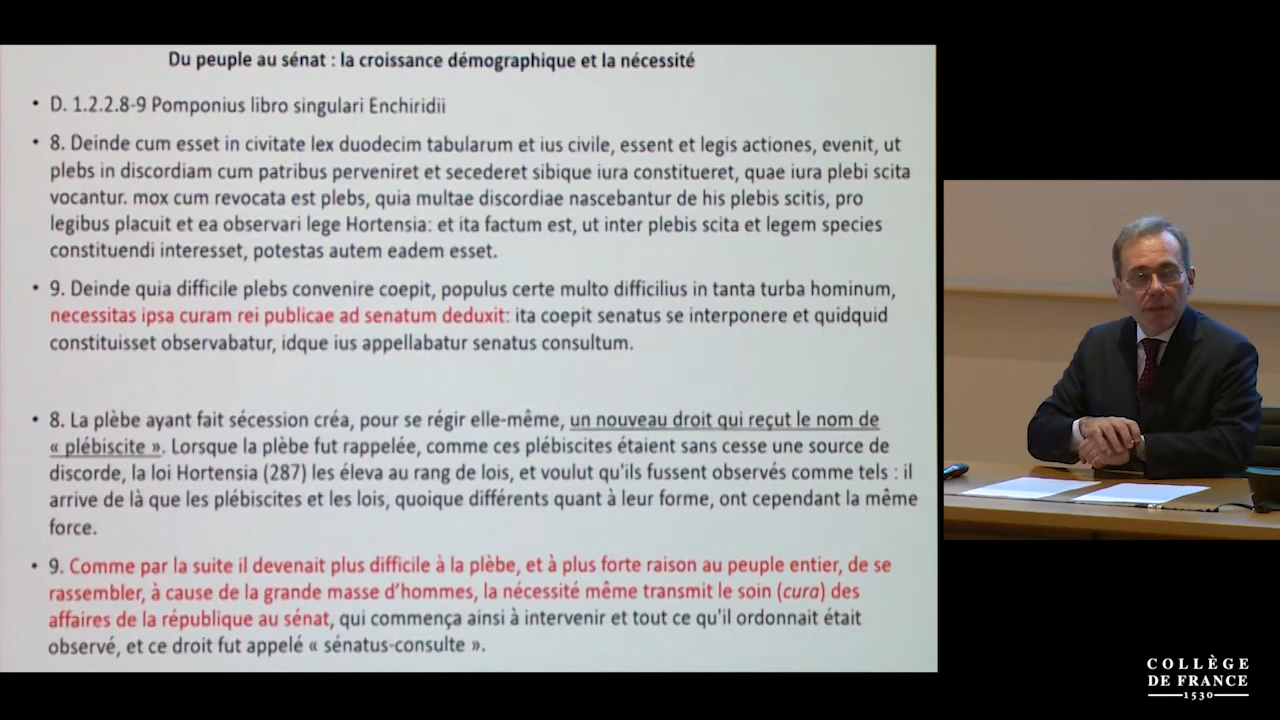 Du peuple au sénat : la croissance démographique et la nécessité
• D. 1.2.2.8-9 Pomponius libro singulari Enchiridii
• 8. Deinde cum esset in civitate lex duodecim tabularum et ius civile, essent et legis actiones, evenit, ut
plebs in discordiam cum patribus perveniret et secederet sibique iura constitueret, quae iura plebi scita
vocantur. mox cum revocata est plebs, quia multae discordiae nascebantur de his plebis scitis, pro
legibus placuit et ea observari lege Hortensia: et ita factum est, ut inter plebis scita et legem species
constituendi interesset, potestas autem eadem esset.
• 9. Deinde quia difficile plebs convenire coepit, populus certe multo difficilius in tanta turba hominum,
necessitas ipsa curam rei publicae ad senatum deduxit: ita coepit senatus se interponere et quidquid
constituisset observabatur, idque ius appellabatur senatus consultum.
• 8. La plèbe ayant fait sécession créa, pour se régir elle-même, un nouveau droit qui reçut le nom de
« plébiscite ». Lorsque la plèbe fut rappelée, comme ces plébiscites étaient sans cesse une source de
discorde, la loi Hortensia (287) les éleva au rang de lois, et voulut qu'ils fussent observés comme tels : il
arrive de là que les plébiscites et les lois, quoique différents quant à leur forme, ont cependant la même
force.
• 9. Comme par la suite il devenait plus difficile à la plèbe, et à plus forte raison au peuple entier, de se
rassembler, à cause de la grande masse d'hommes, la nécessité même transmit le soin (cura) des
affaires de la république au sénat, qui commença ainsi à intervenir et tout ce qu'il ordonnait était
observé, et ce droit fut appelé « sénatus-consulte ».
COLLÈGE
DE FRANCE
1530